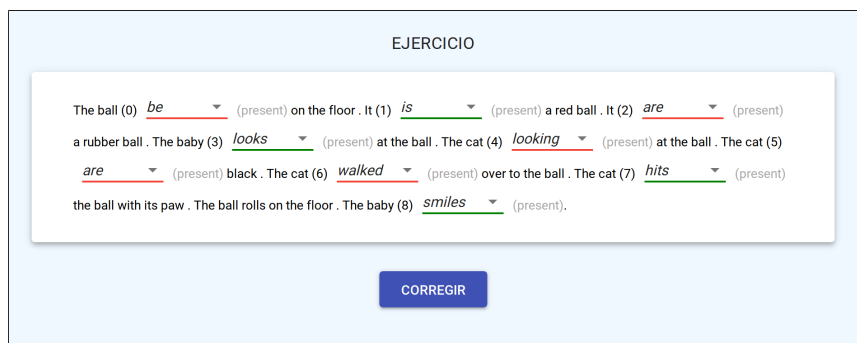 EJERCICIO
The ball (0) be (present) on the floor . It (1) is (present) a red ball . It (2) are (present)
a rubber ball . The baby (3) looks (present) at the ball . The cat (4) looking (present) at the ball . The cat (5)
are (present) black . The cat (6) walked (present) over to the ball . The cat (7) hits (present)
the ball with its paw . The ball rolls on the floor . The baby (8) smiles (present).
CORREGIR